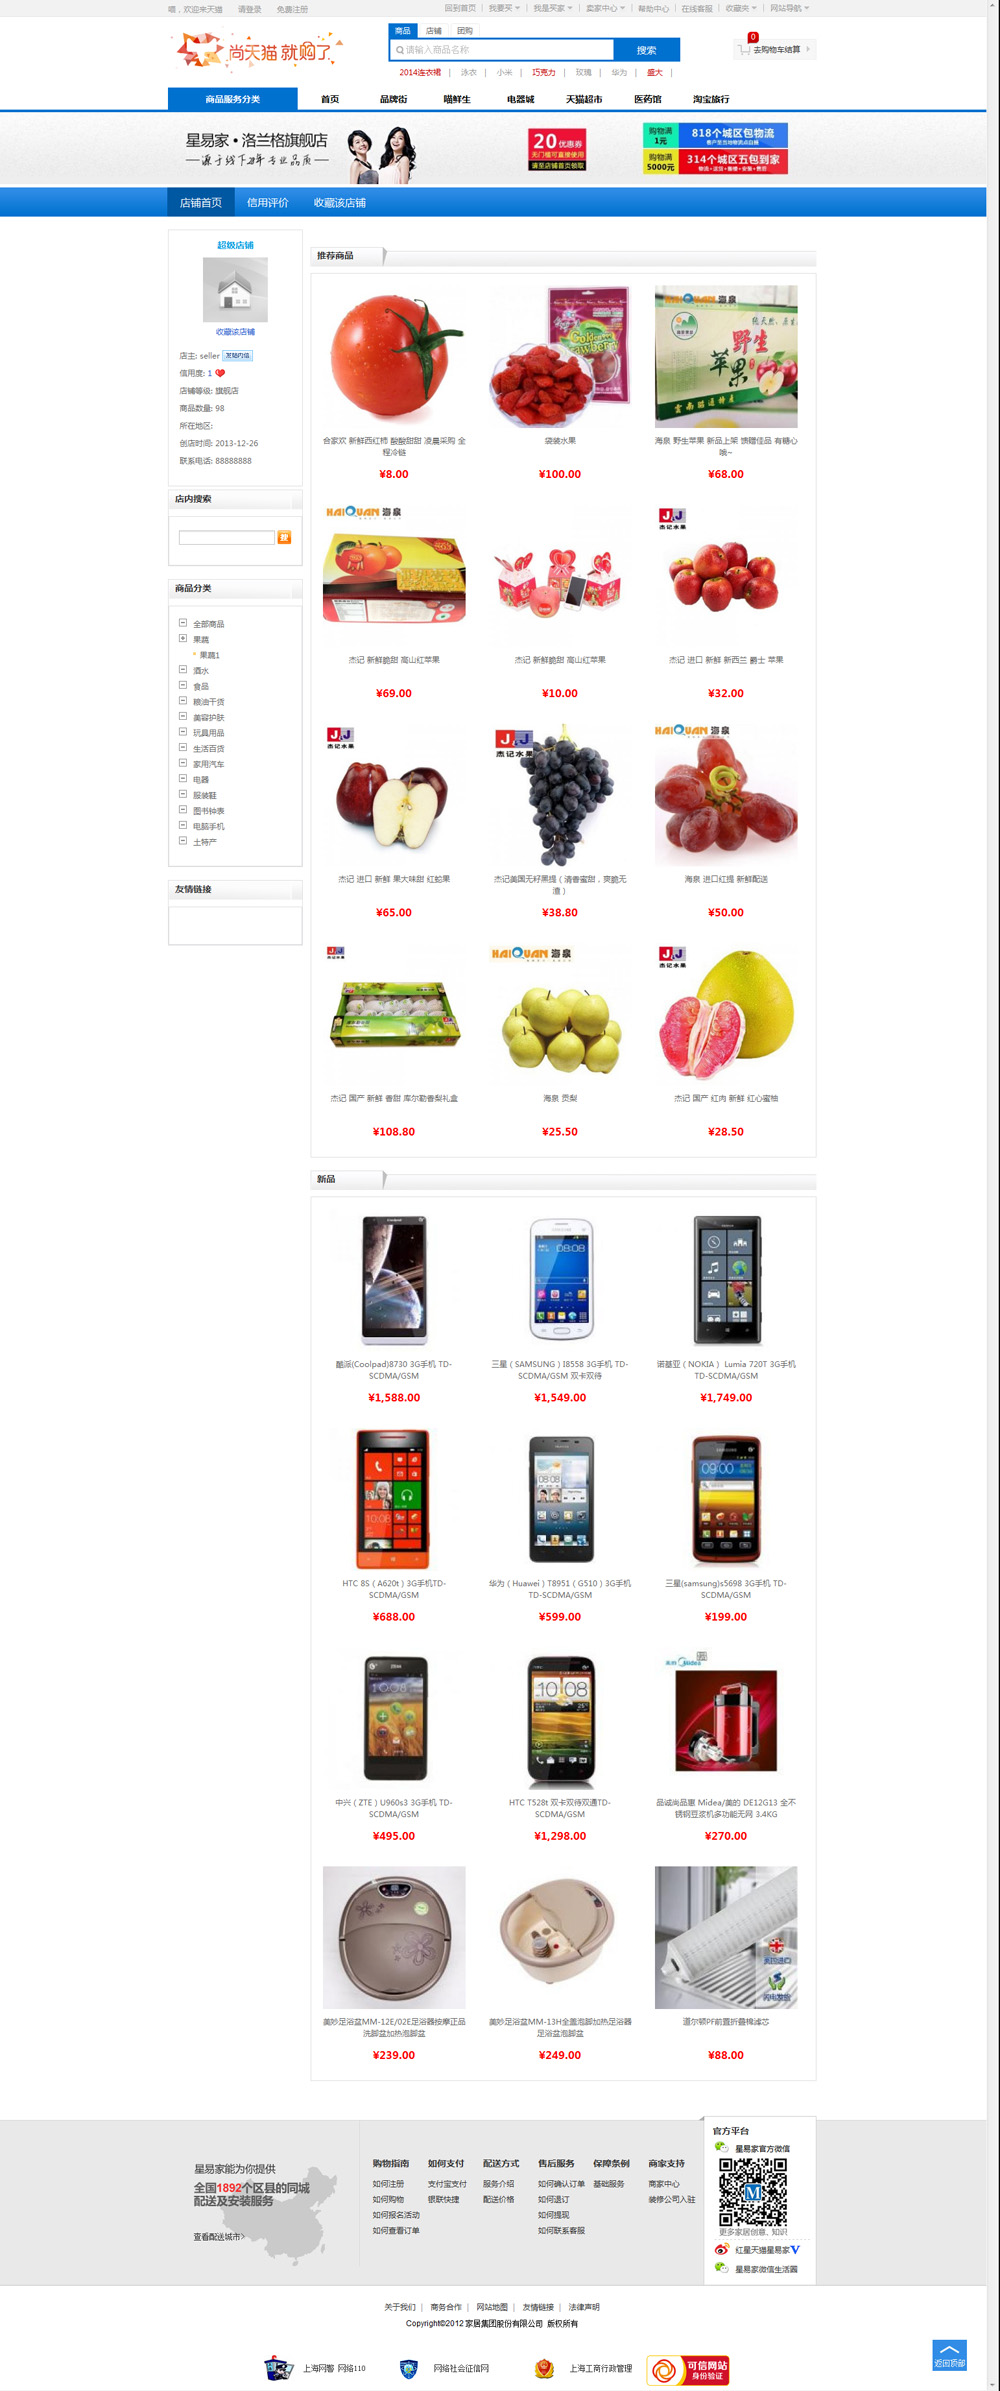 喵，欢迎来天猫 请登录 免费注册
回到首页 我要买 我是买家 卖家中心 帮助中心 在线客服 收藏夹 网站导航
尚天猫 就购了
商品 店铺 团购
请输入商品名称 搜索
0
去购物车结算
2014连衣裙 泳衣 小米 巧克力 玫瑰 华为 盛大
商品服务分类 首页 品牌街 喵鲜生 电器城 天猫超市 医药馆 淘宝旅行
星易家·洛兰格旗舰店
20 优惠券
无门槛可直接使用
请至店铺首页领取
购物满1元 818个城区包物流
购物满5000元 314个城区五包到家
店铺首页 信用评价 收藏该店铺
超级店铺
收藏该店铺
店主: seller 发站内信
信用度: 1
店铺等级: 旗舰店
商品数量: 98
所在地区:
创店时间: 2013-12-26
联系电话: 88888888
店内搜索
搜
商品分类
全部商品
果蔬
果蔬1
酒水
食品
粮油干货
美容护肤
玩具用品
生活百货
家用汽车
电器
服装鞋
图书钟表
电脑手机
土特产
友情链接
推荐商品
合家欢 新鲜西红柿 酸酸甜甜 凌晨采购 全程冷链
¥8.00
袋装水果
¥100.00
海泉 野生苹果 新品上架 馈赠佳品 有糖心哦~
¥68.00
杰记 新鲜脆甜 高山红苹果
¥69.00
杰记 新鲜脆甜 高山红苹果
¥10.00
杰记 进口 新鲜 新西兰 爵士 苹果
¥32.00
杰记 进口 新鲜 果大味甜 红蛇果
¥65.00
杰记美国无籽黑提（清香蜜甜，爽脆无渣）
¥38.80
海泉 进口红提 新鲜配送
¥50.00
杰记 国产 新鲜 香甜 库尔勒香梨礼盒
¥108.80
海泉 贡梨
¥25.50
杰记 国产 红肉 新鲜 红心蜜柚
¥28.50
新品
酷派(Coolpad)8730 3G手机 TD-SCDMA/GSM
¥1,588.00
三星（SAMSUNG）I8558 3G手机 TD-SCDMA/GSM 双卡双待
¥1,549.00
诺基亚（NOKIA） Lumia 720T 3G手机 TD-SCDMA/GSM
¥1,749.00
HTC 8S（A620t）3G手机TD-SCDMA/GSM
¥688.00
华为（Huawei）T8951（G510）3G手机 TD-SCDMA/GSM
¥599.00
三星(samsung)s5698 3G手机 TD-SCDMA/GSM
¥199.00
中兴（ZTE）U960s3 3G手机 TD-SCDMA/GSM
¥495.00
HTC T528t 双卡双待双通TD-SCDMA/GSM
¥1,298.00
品诚尚品惠 Midea/美的 DE12G13 全不锈钢豆浆机多功能无网 3.4KG
¥270.00
美妙足浴盆MM-12E/02E足浴器按摩正品洗脚盆加热泡脚盆
¥239.00
美妙足浴盆MM-13H全盖泡脚加热足浴器足浴盆泡脚盆
¥249.00
道尔顿PF前置折叠棉滤芯
¥88.00
星易家能为你提供
全国1892个区县的同城
配送及安装服务
查看配送城市>
购物指南 如何支付 配送方式 售后服务 保障条例 商家支持
如何注册 支付宝支付 服务介绍 如何确认订单 基础服务 商家中心
如何购物 银联快捷 配送价格 如何退订 装修公司入驻
如何报名活动 如何提现
如何查看订单 如何联系客服
官方平台
星易家官方微信
更多家居创意、知识
红星天猫星易家V
星易家微信生活圈
关于我们 | 商务合作 | 网站地图 | 友情链接 | 法律声明
Copyright©2012 家居集团股份有限公司 版权所有
上海网警 网络110 网络社会征信网 上海工商行政管理 可信网站 身份验证
返回顶部